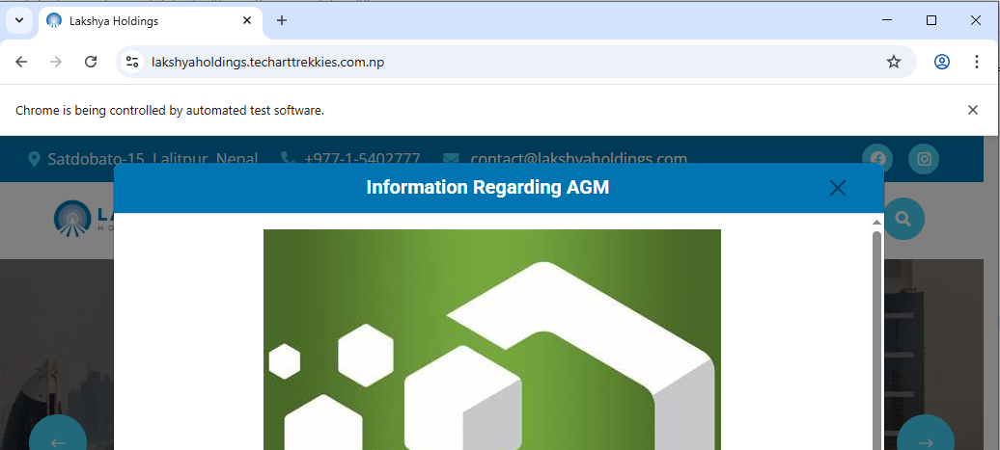 Lakshya Holdings
lakshyaholdings.techarttrekkies.com.np
Chrome is being controlled by automated test software.
Satdobato-15, Lalitpur, Nepal +977-1-5402777 contact@lakshyaholdings.com
Information Regarding AGM